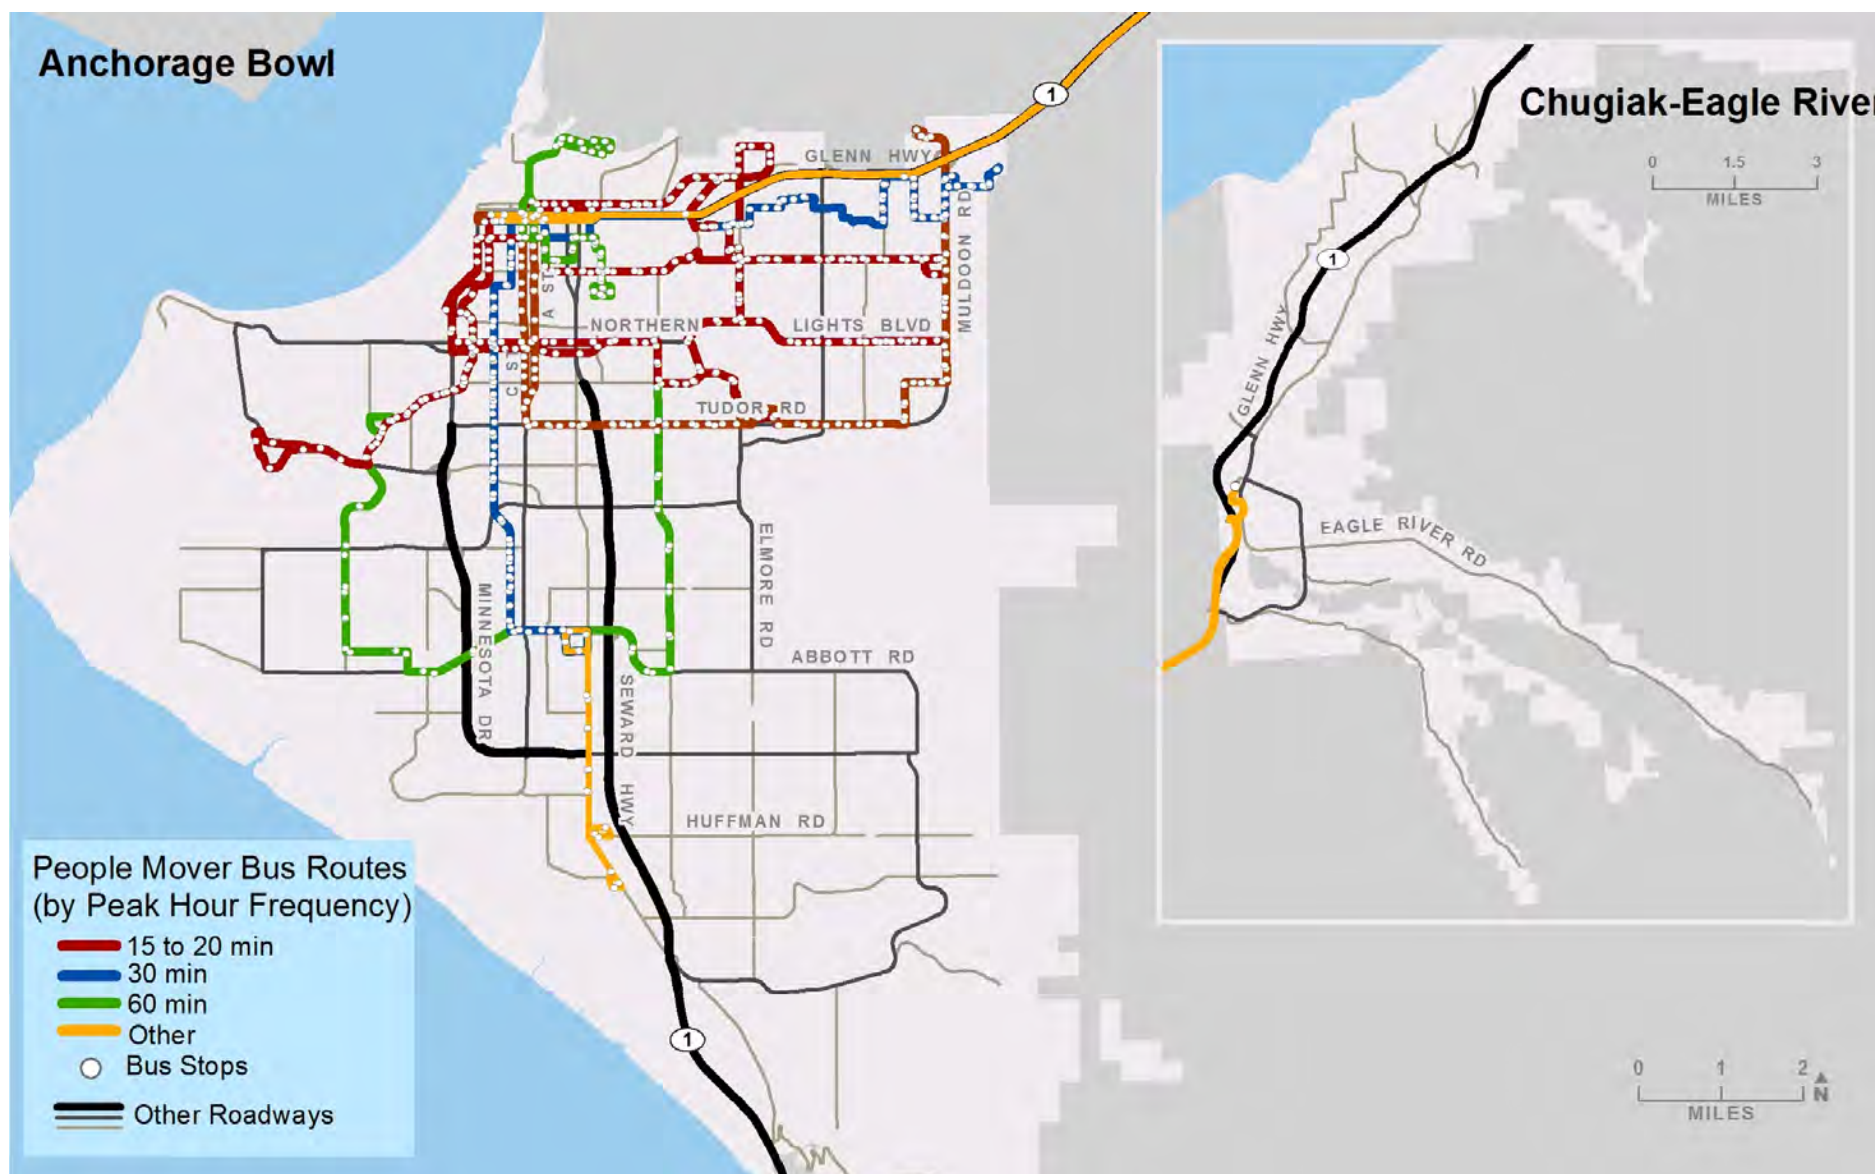 Anchorage Bowl
1
Chugiak-Eagle River
0 1.5 3
MILES
GLENN HWY
MULDOON RD
A ST
NORTHERN LIGHTS BLVD
C ST
TUDOR RD
1
GLENN HWY
EAGLE RIVER RD
ELMORE RD
MINNESOTA DR
ABBOTT RD
SEWARD HWY
HUFFMAN RD
People Mover Bus Routes
(by Peak Hour Frequency)
15 to 20 min
30 min
60 min
Other
Bus Stops
Other Roadways
1
0 1 2
N
MILES